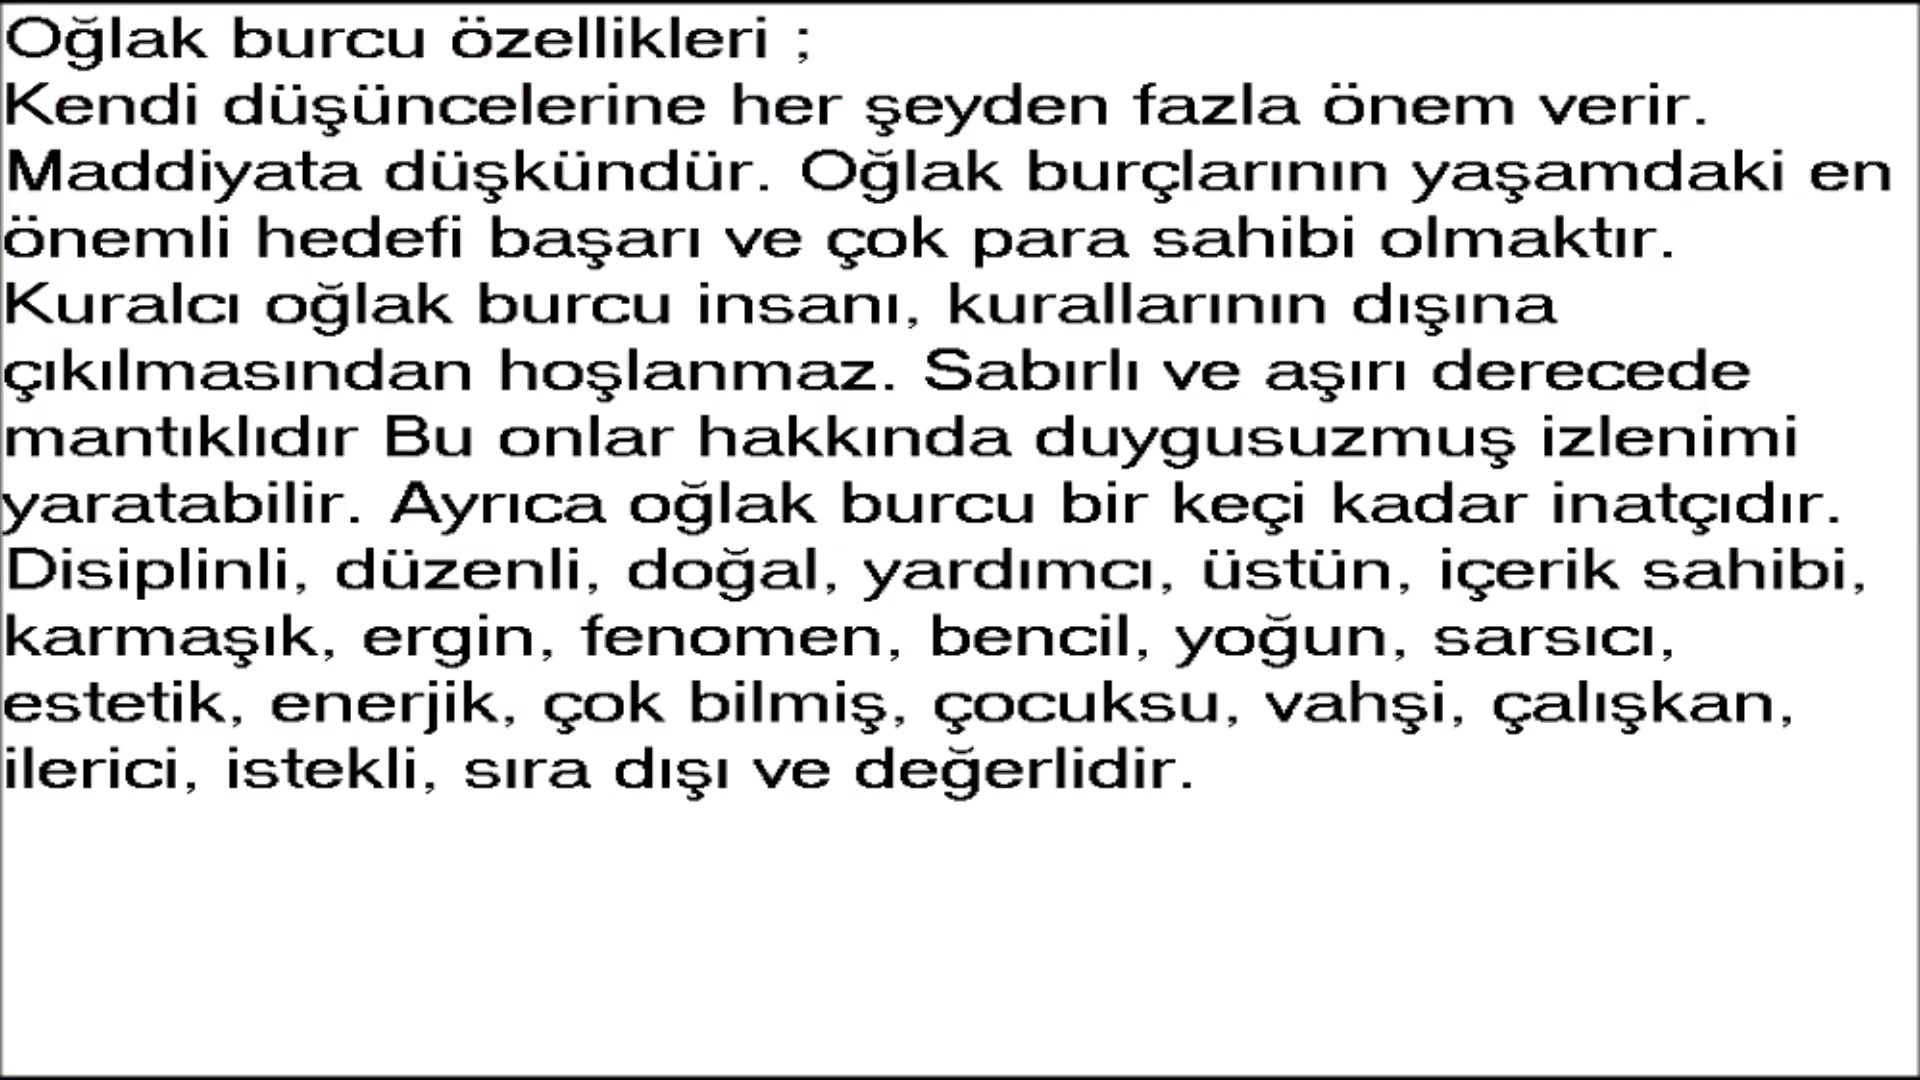 Oğlak burcu özellikleri ;
Kendi düşüncelerine her şeyden fazla önem verir.
Maddiyata düşkündür. Oğlak burçlarının yaşamdaki en
önemli hedefi başarı ve çok para sahibi olmaktır.
Kuralcı oğlak burcu insanı, kurallarının dışına
çıkılmasından hoşlanmaz. Sabırlı ve aşırı derecede
mantıklıdır Bu onlar hakkında duygusuzmuş izlenimi
yaratabilir. Ayrıca oğlak burcu bir keçi kadar inatçıdır.
Disiplinli, düzenli, doğal, yardımcı, üstün, içerik sahibi,
karmaşık, ergin, fenomen, bencil, yoğun, sarsıcı,
estetik, enerjik, çok bilmiş, çocuksu, vahşi, çalışkan,
ilerici, istekli, sıra dışı ve değerlidir.